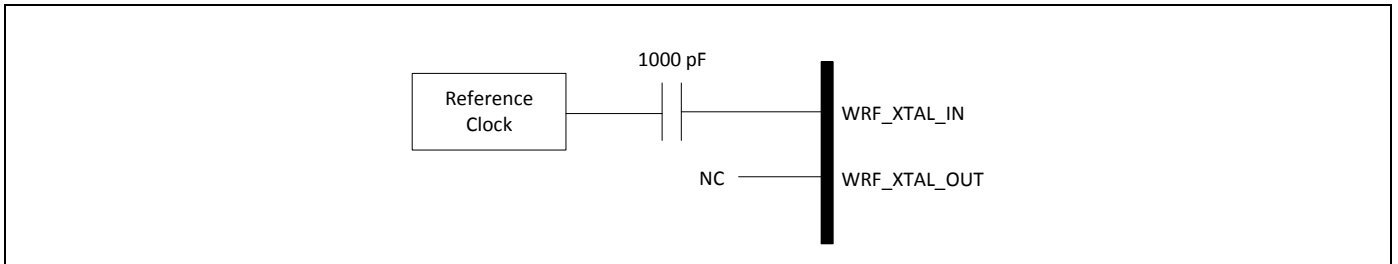 1000 pF
Reference
Clock
WRF_XTAL_IN
NC
WRF_XTAL_OUT